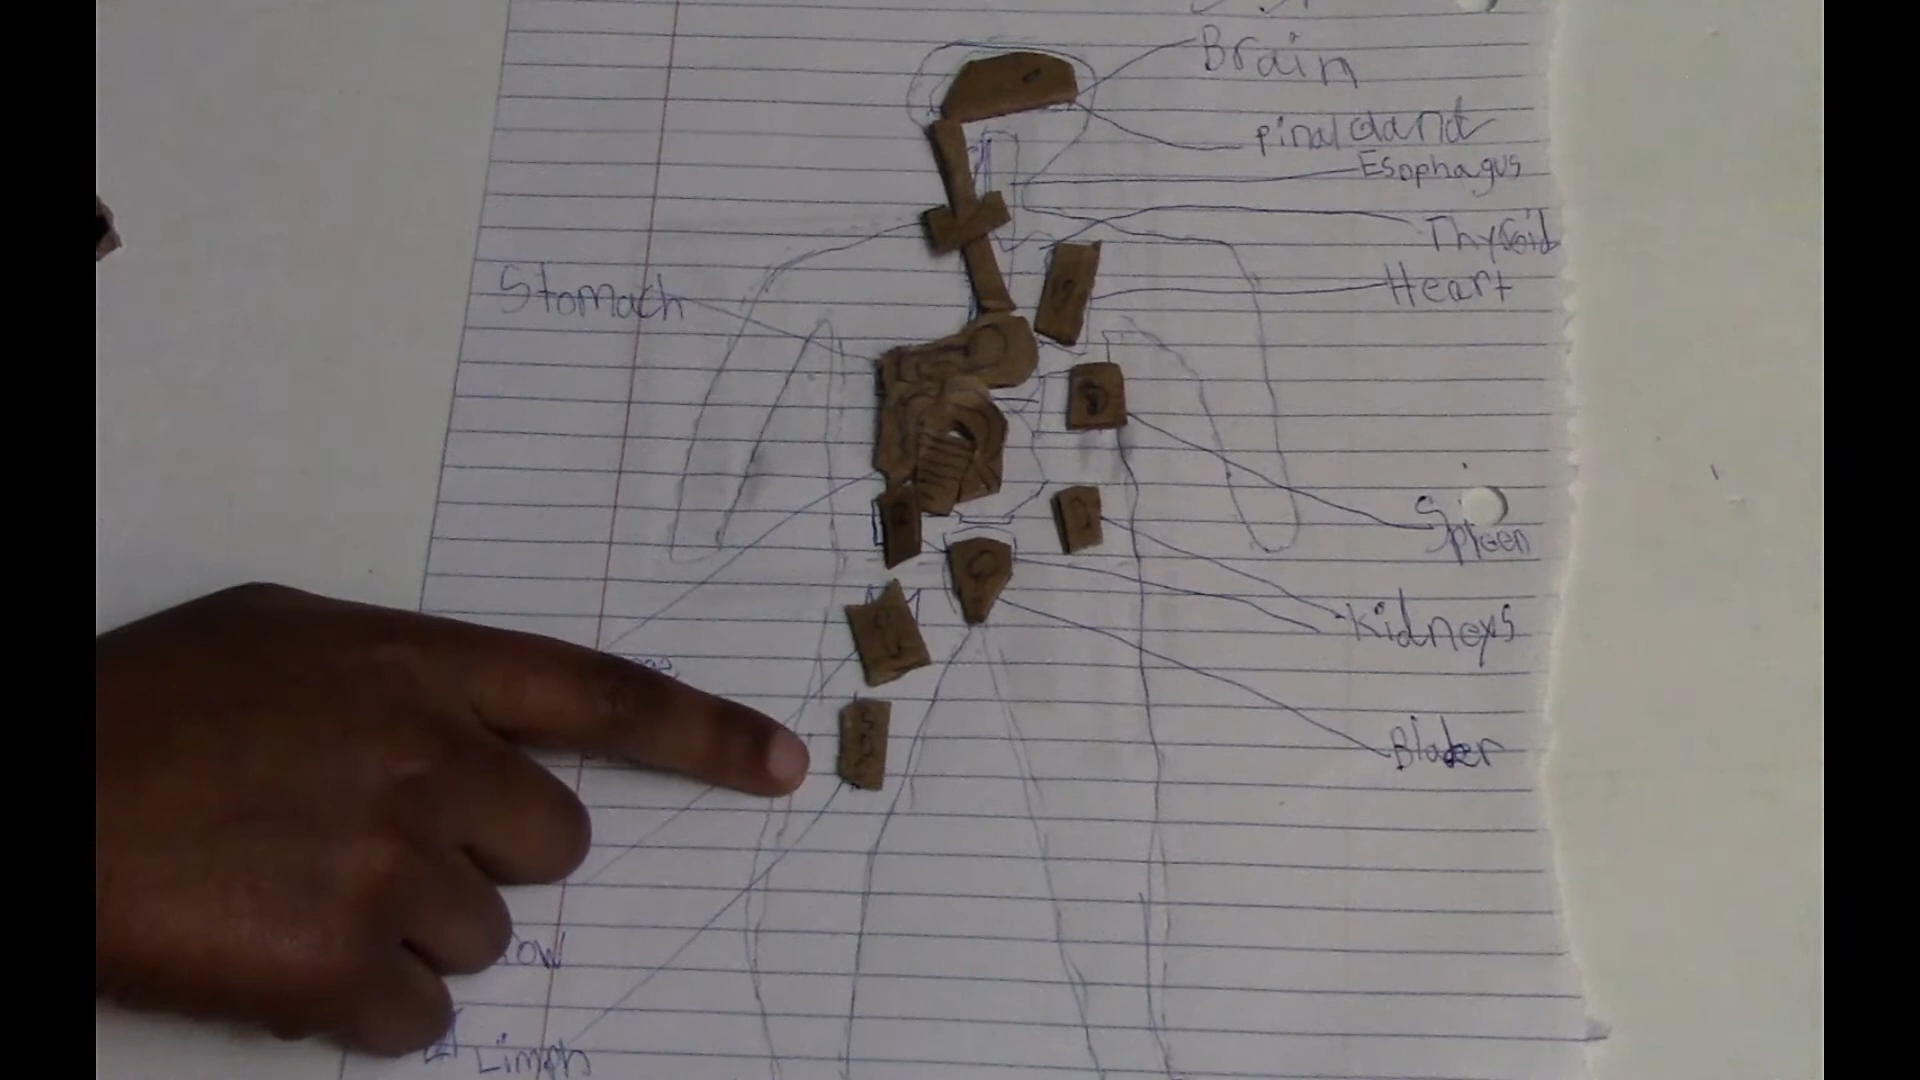 Brain
pinal Gland
Esophagus
Thyroid
Heart
Stomach
Spleen
Kidneys
Blader
Limph